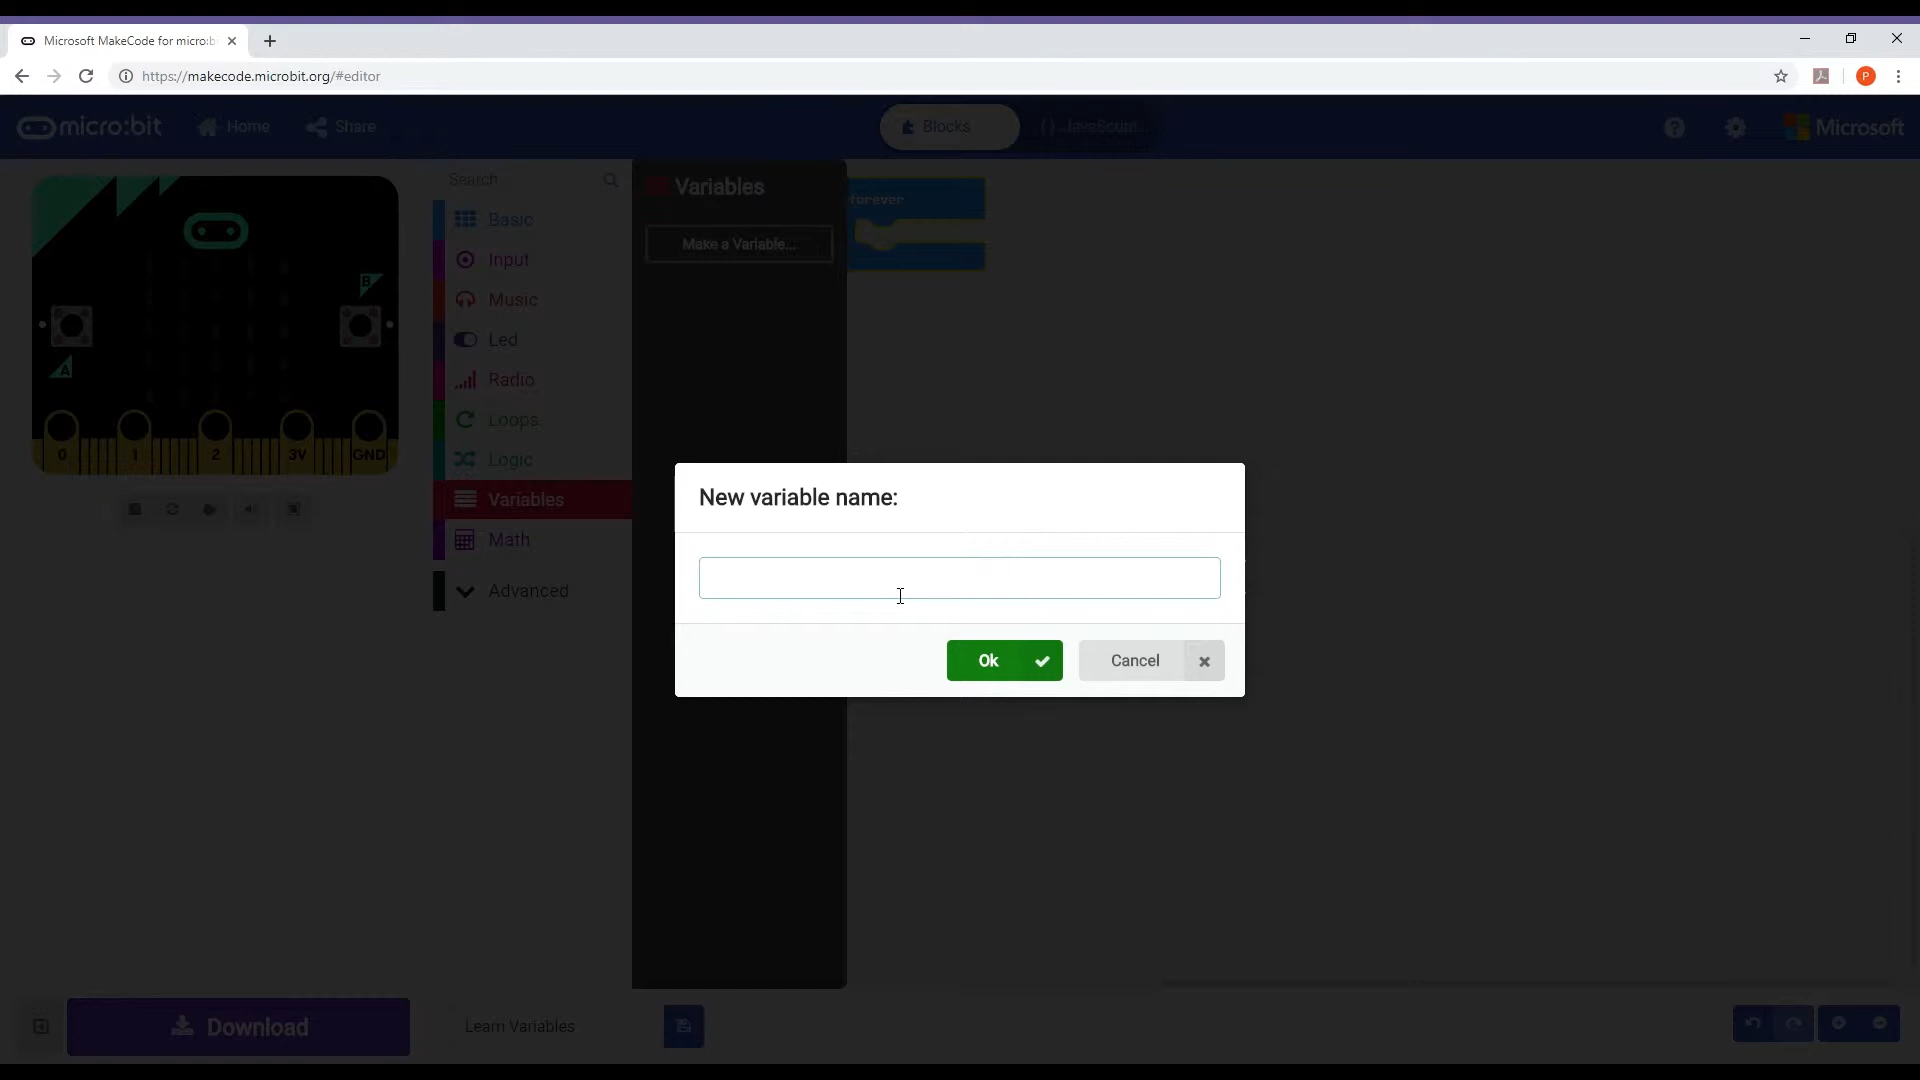 Microsoft MakeCode for micro:b
https://makecode.microbit.org/#editor
P
micro:bit
Home
Share
Blocks
{} JavaScript
Microsoft
Search...
Basic
Input
Music
Led
Radio
Loops
Logic
Variables
Math
Advanced
Variables
Make a Variable...
forever
B
A
0 1 2 3V GND
New variable name:
Ok
Cancel
Download
Learn Variables